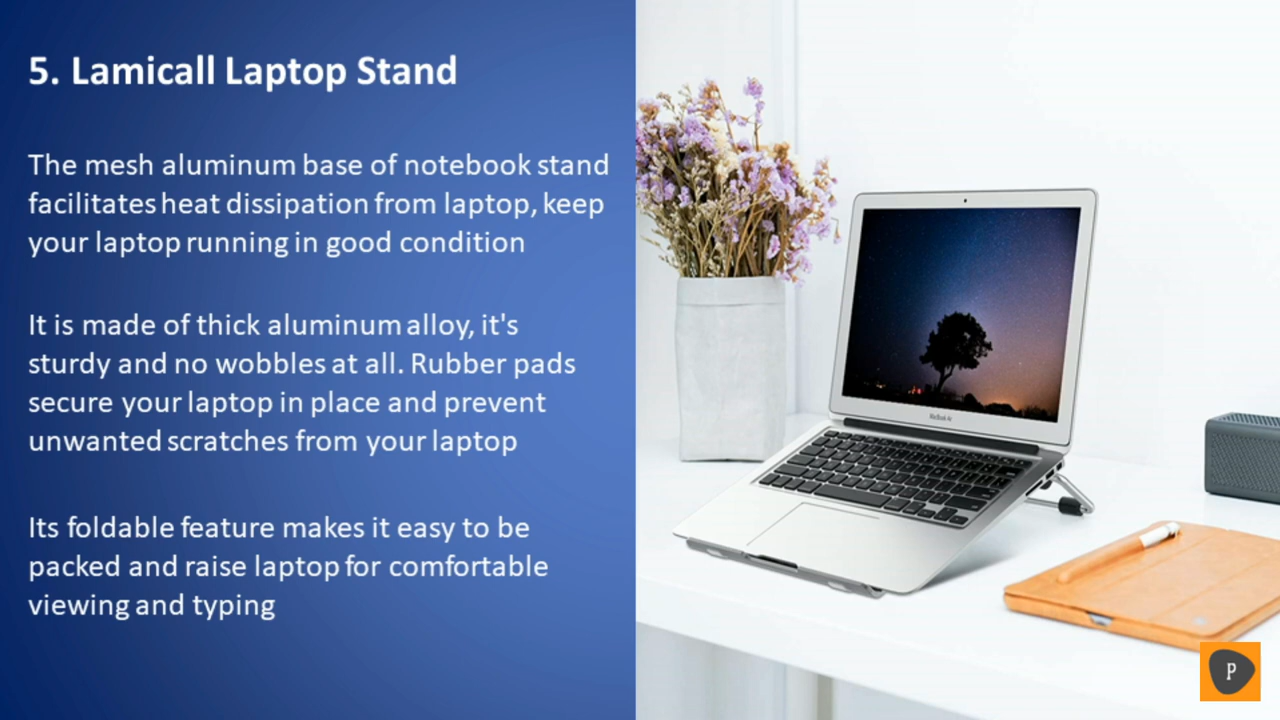 5. Lamicall Laptop Stand
The mesh aluminum base of notebook stand
facilitates heat dissipation from laptop, keep
your laptop running in good condition
It is made of thick aluminum alloy, it's
sturdy and no wobbles at all. Rubber pads
secure your laptop in place and prevent
unwanted scratches from your laptop
Its foldable feature makes it easy to be
packed and raise laptop for comfortable
viewing and typing
MacBook Air
P